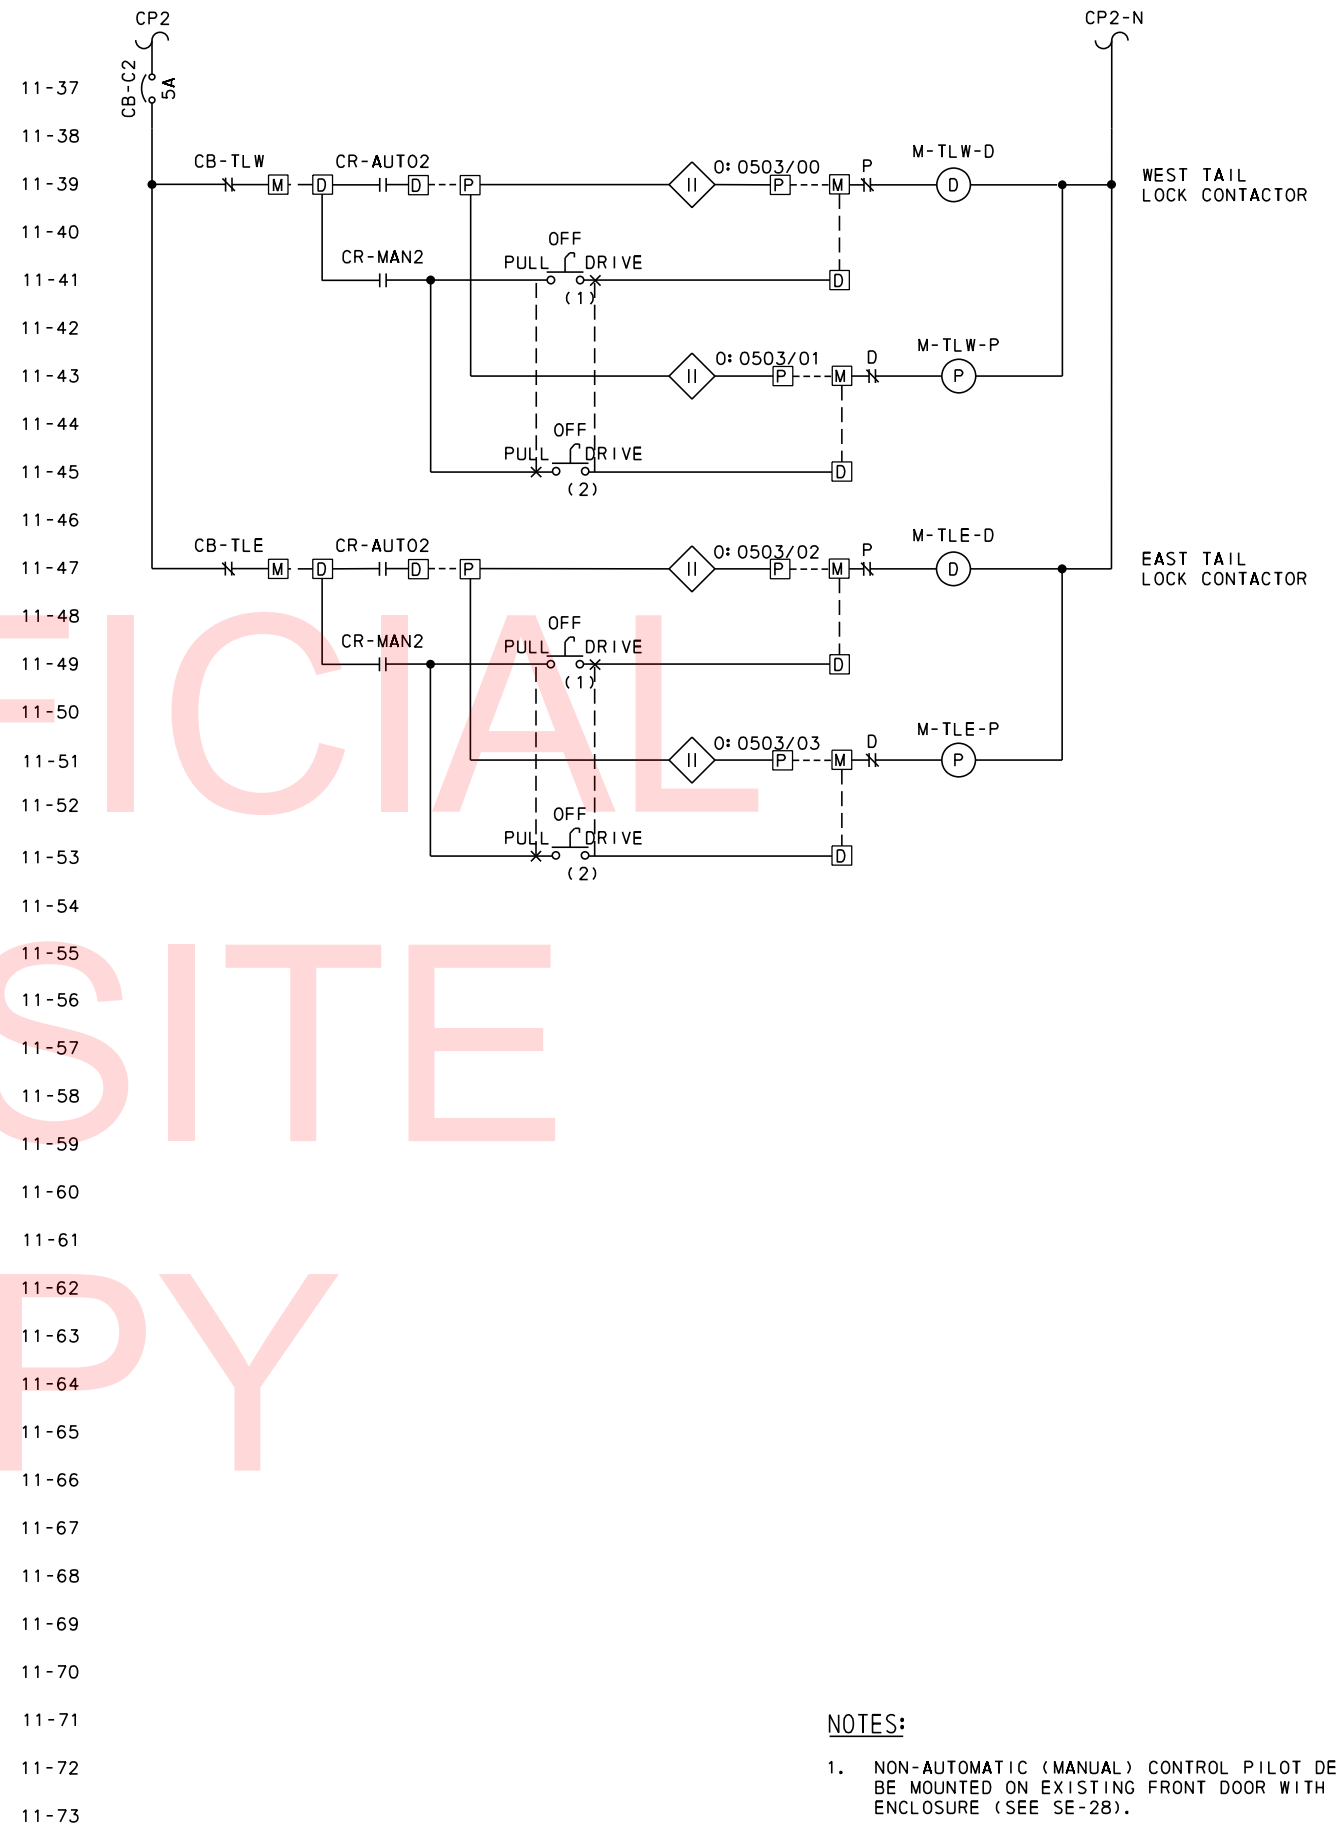 CP2
CP2-N
CB-C2
5A
11-37
11-38
CB-TLW
CR-AUTO2
O:0503/00
P
M-TLW-D
11-39
M
D
D
P
P
M
D
WEST TAIL
LOCK CONTACTOR
11-40
OFF
CR-MAN2
PULL
DRIVE
11-41
D
(1)
11-42
O:0503/01
D
M-TLW-P
11-43
P
M
P
11-44
OFF
PULL
DRIVE
11-45
D
(2)
11-46
CB-TLE
CR-AUTO2
O:0503/02
P
M-TLE-D
11-47
M
D
D
P
P
M
D
EAST TAIL
LOCK CONTACTOR
11-48
OFF
CR-MAN2
PULL
DRIVE
11-49
D
(1)
11-50
O:0503/03
D
M-TLE-P
11-51
P
M
P
11-52
OFF
PULL
DRIVE
11-53
D
(2)
11-54
11-55
11-56
11-57
11-58
11-59
11-60
11-61
11-62
11-63
11-64
11-65
11-66
11-67
11-68
11-69
11-70
11-71
11-72
11-73
FICIAL
SITE
PY
NOTES:
1. NON-AUTOMATIC (MANUAL) CONTROL PILOT DE
BE MOUNTED ON EXISTING FRONT DOOR WITH
ENCLOSURE (SEE SE-28).